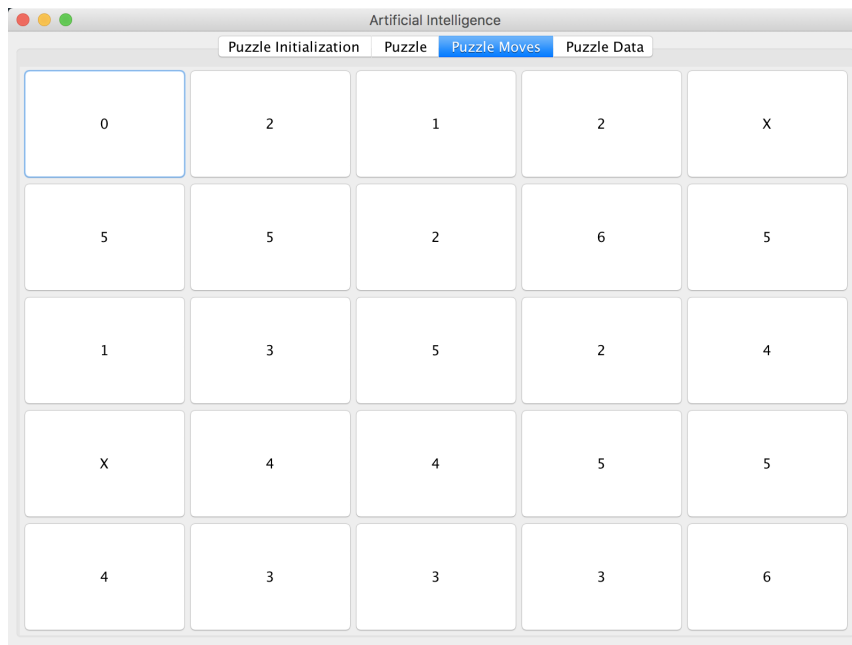 Artificial Intelligence
Puzzle Initialization Puzzle Puzzle Moves Puzzle Data
0 2 1 2 X
5 5 2 6 5
1 3 5 2 4
X 4 4 5 5
4 3 3 3 6